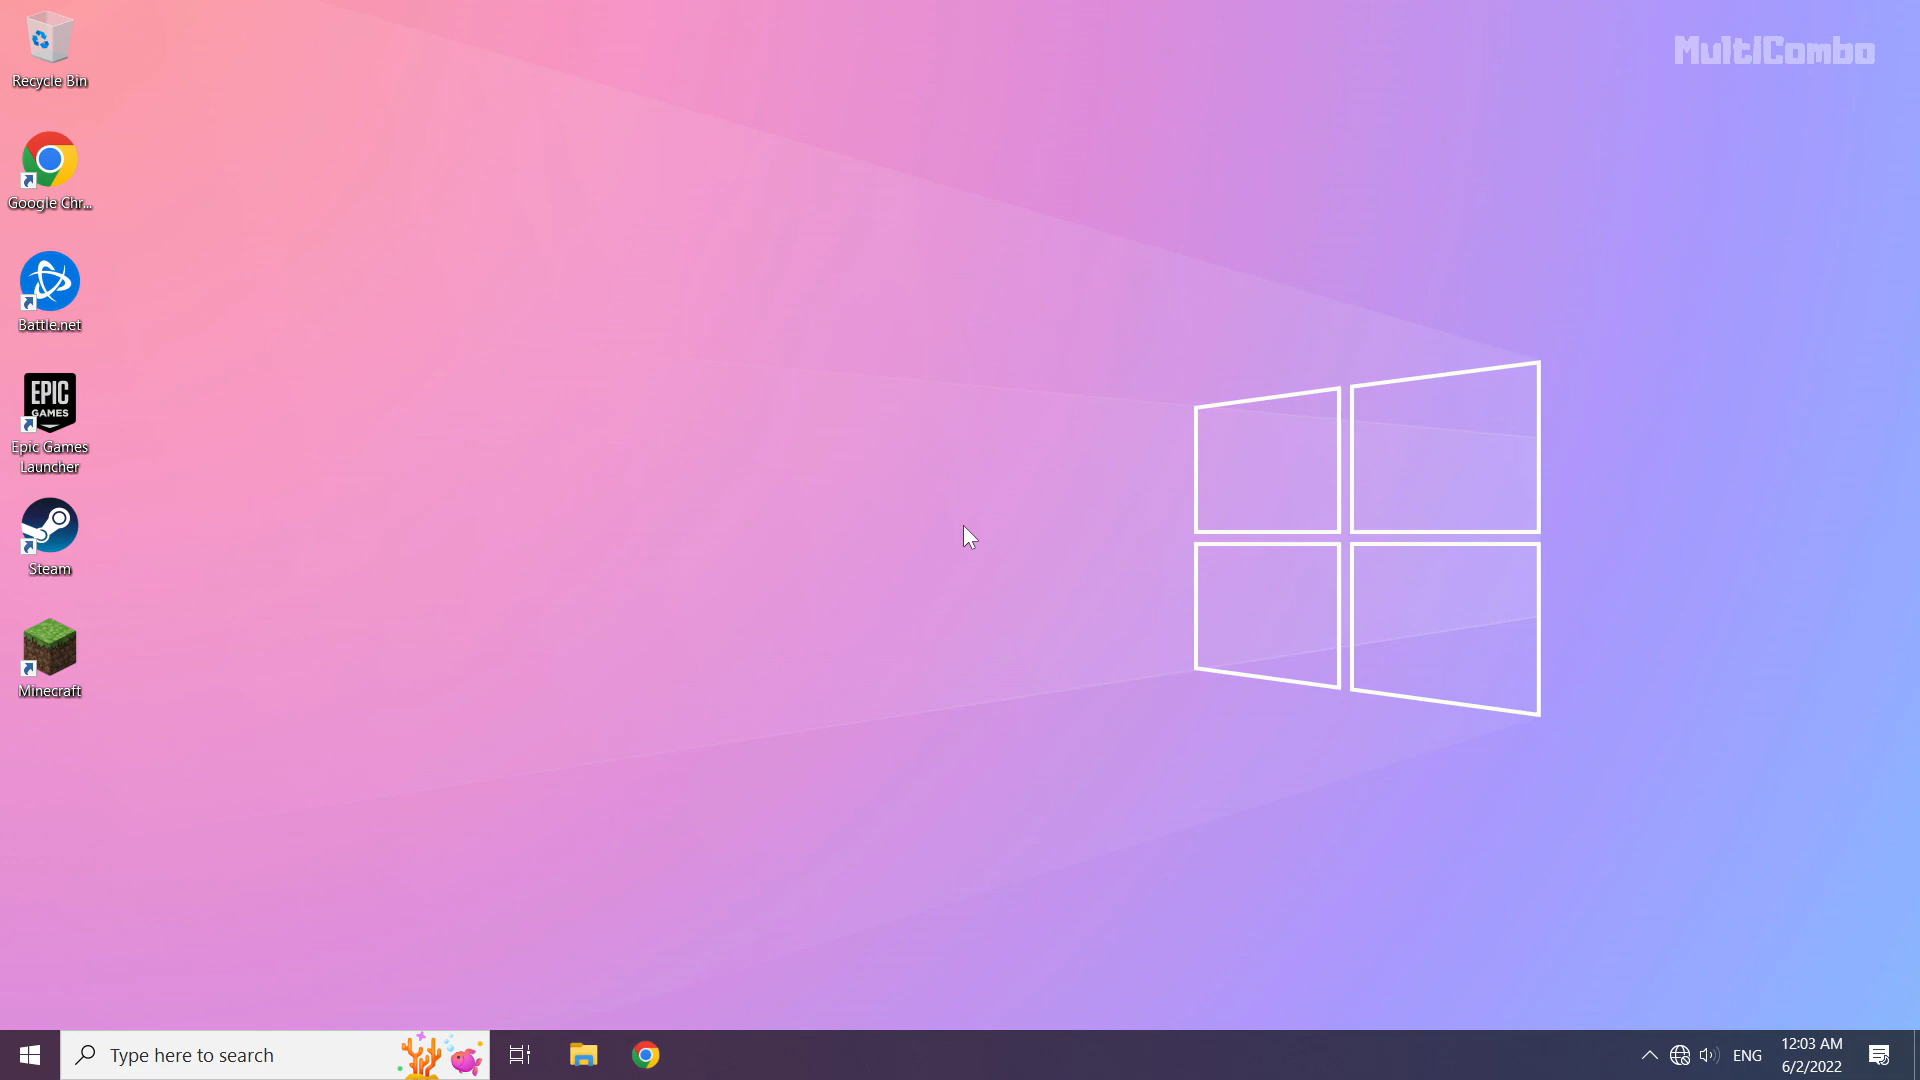 MultiCombo
Recycle Bin
Google Chr...
Battle.net
EPIC
GAMES
Epic Games
Launcher
Steam
Minecraft
Type here to search
ENG
12:03 AM
6/2/2022